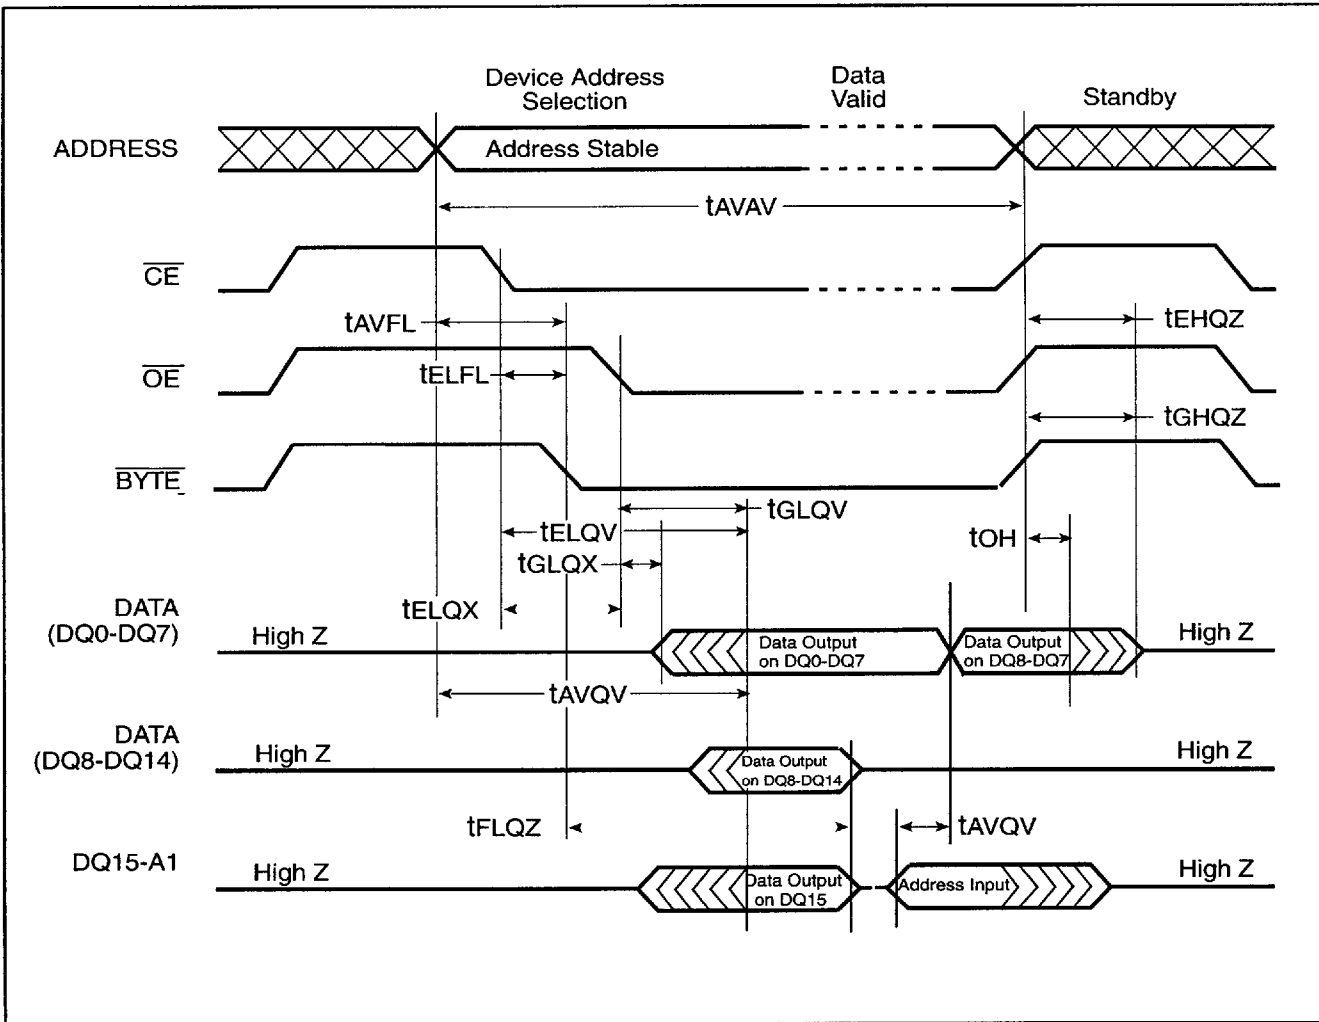 Device Address
Selection
Data
Valid
Standby
ADDRESS
Address Stable
tAVAV
CE
tAVFL
tEHQZ
OE
tELFL
tGHQZ
BYTE
tGLQV
tELQV
tOH
tGLQX
tELQX
DATA
(DQ0-DQ7)
High Z
Data Output
on DQ0-DQ7
Data Output
on DQ8-DQ7
High Z
tAVQV
DATA
(DQ8-DQ14)
High Z
Data Output
on DQ8-DQ14
High Z
tFLQZ
tAVQV
DQ15-A1
High Z
Data Output
on DQ15
Address Input
High Z